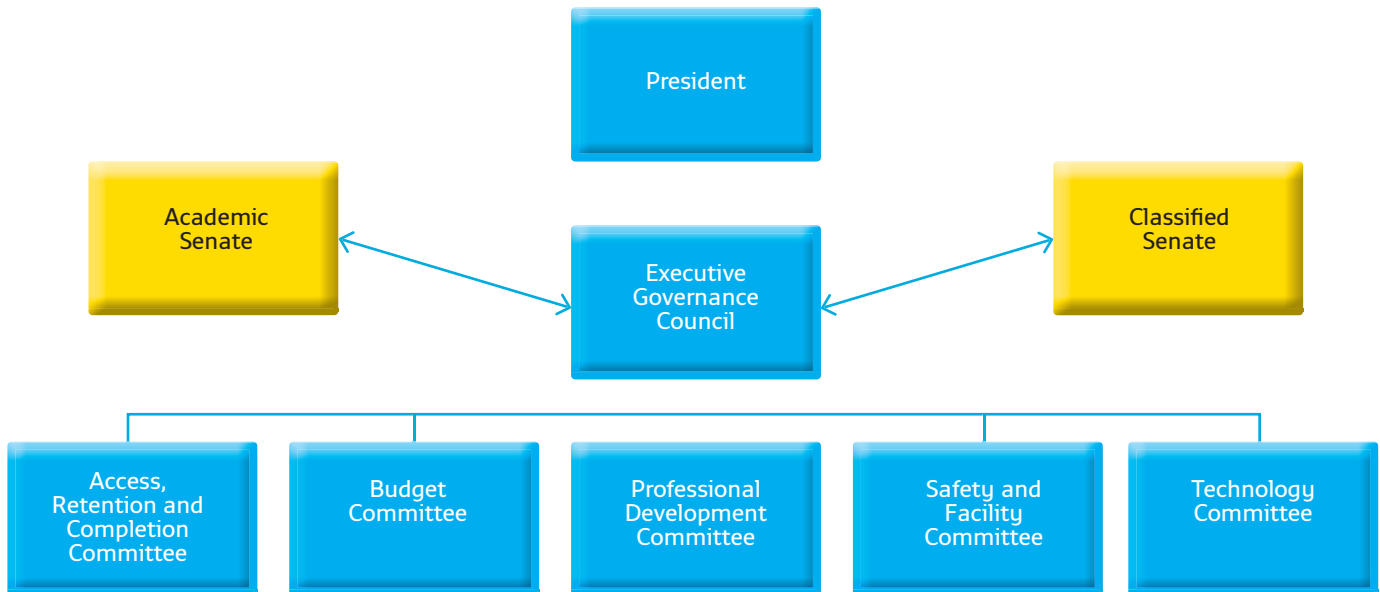 President
Academic
Senate
Classified
Senate
Executive
Governance
Council
Access,
Retention and
Completion
Committee
Budget
Committee
Professional
Development
Committee
Safety and
Facility
Committee
Technology
Committee